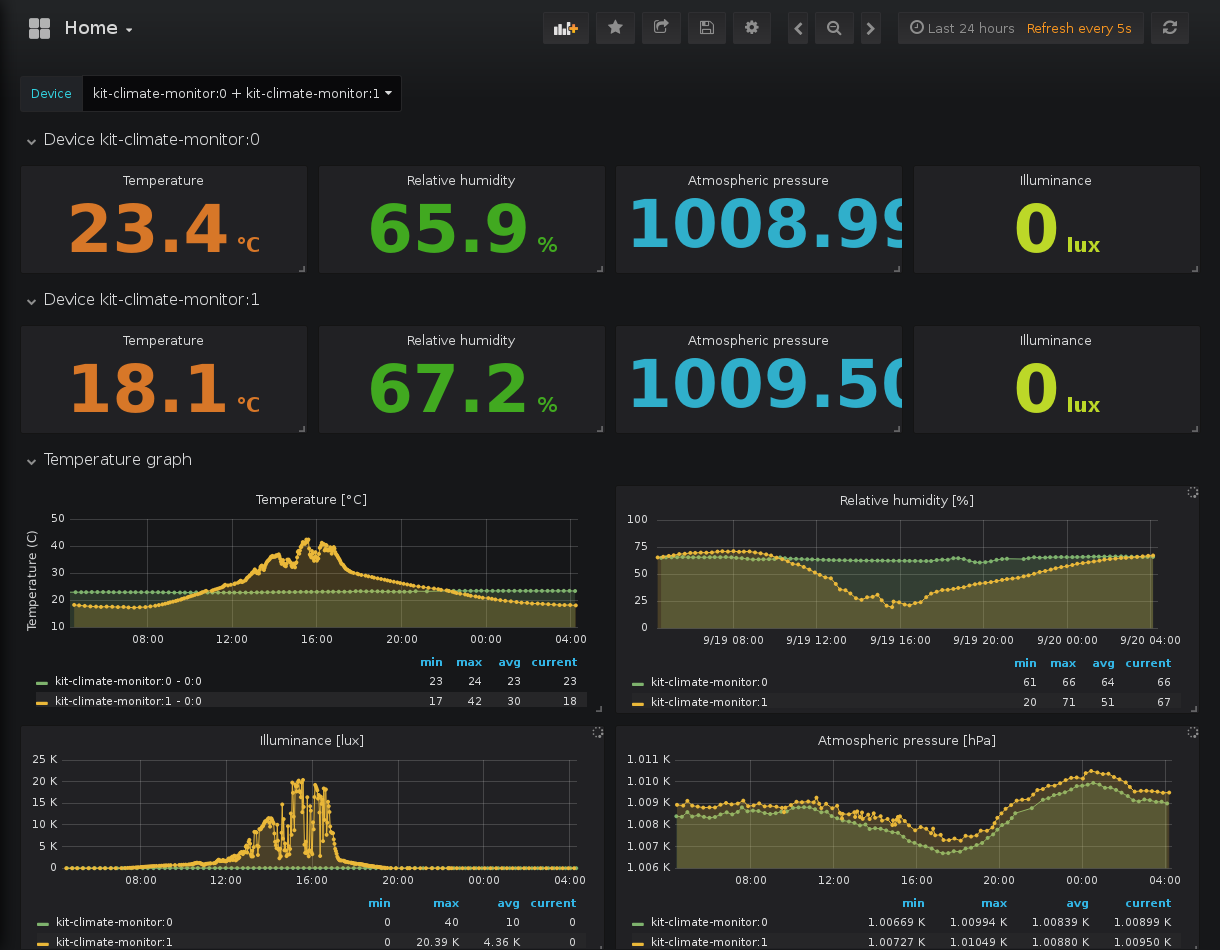 Home
Last 24 hours Refresh every 5s
Device kit-climate-monitor:0 + kit-climate-monitor:1
Device kit-climate-monitor:0
Temperature Relative humidity Atmospheric pressure Illuminance
23.4 °C 65.9 % 1008.99 0 lux
Device kit-climate-monitor:1
Temperature Relative humidity Atmospheric pressure Illuminance
18.1 °C 67.2 % 1009.50 0 lux
Temperature graph
Temperature [°C]
Temperature (C)
50
40
30
20
10
08:00 12:00 16:00 20:00 00:00 04:00
min max avg current
kit-climate-monitor:0 - 0:0 23 24 23 23
kit-climate-monitor:1 - 0:0 17 42 30 18
Relative humidity [%]
100
75
50
25
0
9/19 08:00 9/19 12:00 9/19 16:00 9/19 20:00 9/20 00:00 9/20 04:00
min max avg current
kit-climate-monitor:0 61 66 64 66
kit-climate-monitor:1 20 71 51 67
Illuminance [lux]
25 K
20 K
15 K
10 K
5 K
0
08:00 12:00 16:00 20:00 00:00 04:00
min max avg current
kit-climate-monitor:0 0 40 10 0
kit-climate-monitor:1 0 20.39 K 4.36 K 0
Atmospheric pressure [hPa]
1.011 K
1.010 K
1.009 K
1.008 K
1.007 K
1.006 K
08:00 12:00 16:00 20:00 00:00 04:00
min max avg current
kit-climate-monitor:0 1.00669 K 1.00994 K 1.00839 K 1.00899 K
kit-climate-monitor:1 1.00727 K 1.01049 K 1.00880 K 1.00950 K